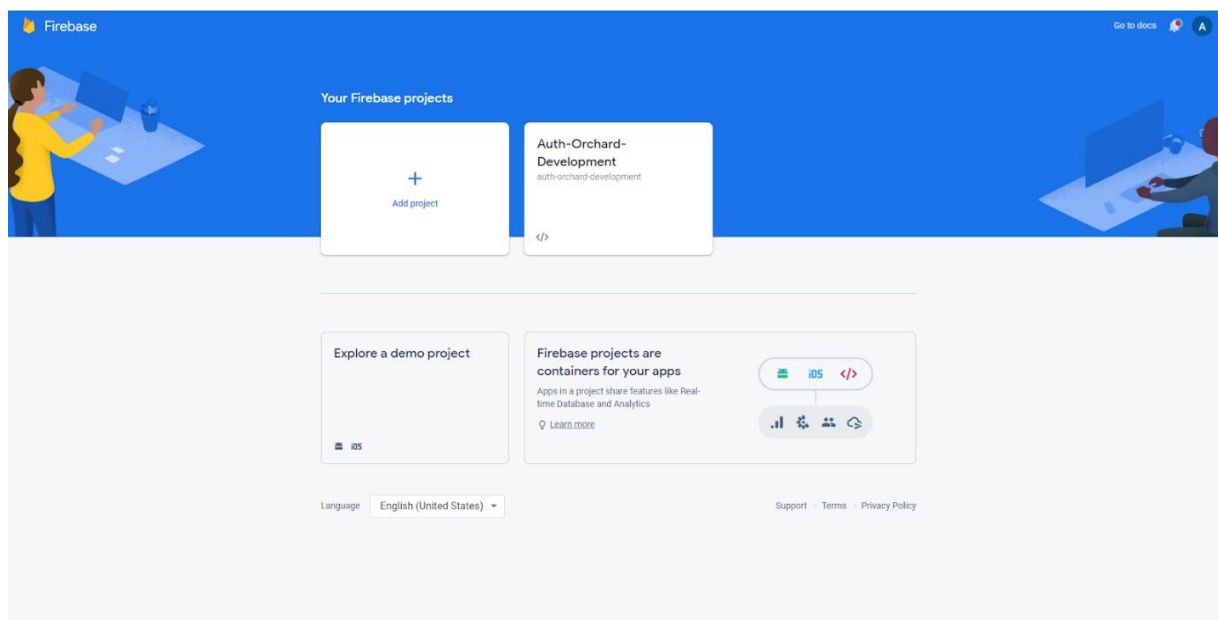 Firebase
Go to docs
A
Your Firebase projects
Add project
Auth-Orchard-
Development
auth-orchard-development
</>
Explore a demo project
iOS
Firebase projects are
containers for your apps
Apps in a project share features like Real-
time Database and Analytics
Learn more
iOS </>
Language English (United States)
Support · Terms · Privacy Policy